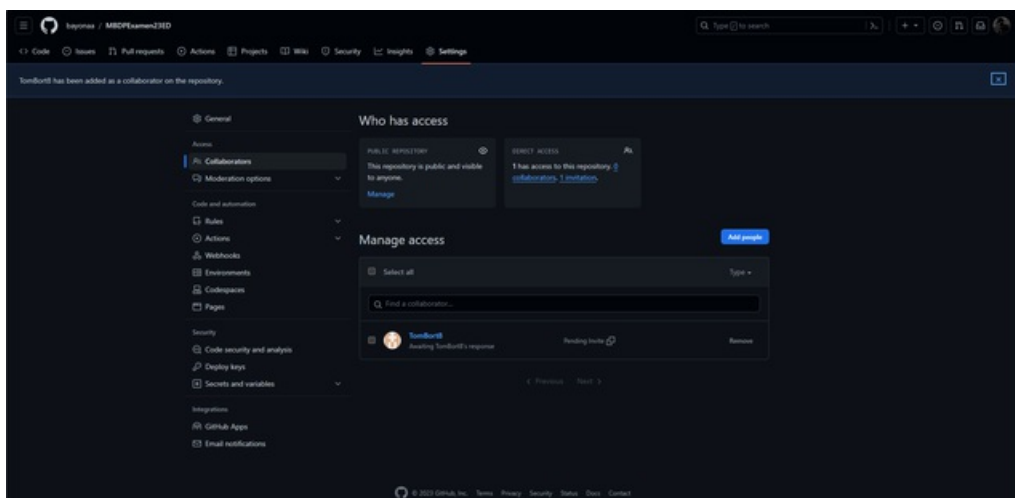 bayonaa / MBDPExamen23ED
Type / to search
Code Issues Pull requests Actions Projects Wiki Security Insights Settings
TomBort8 has been added as a collaborator on the repository.
General
Access
Collaborators
Moderation options
Code and automation
Rules
Actions
Webhooks
Environments
Codespaces
Pages
Security
Code security and analysis
Deploy keys
Secrets and variables
Integrations
GitHub Apps
Email notifications
Who has access
PUBLIC REPOSITORY
This repository is public and visible
to anyone.
Manage
DIRECT ACCESS
1 has access to this repository. 0
collaborators. 1 invitation.
Manage access
Add people
Select all
Type
Find a collaborator...
TomBort8
Awaiting TomBort8's response
Pending Invite
Remove
Previous Next
© 2023 GitHub, Inc. Terms Privacy Security Status Docs Contact